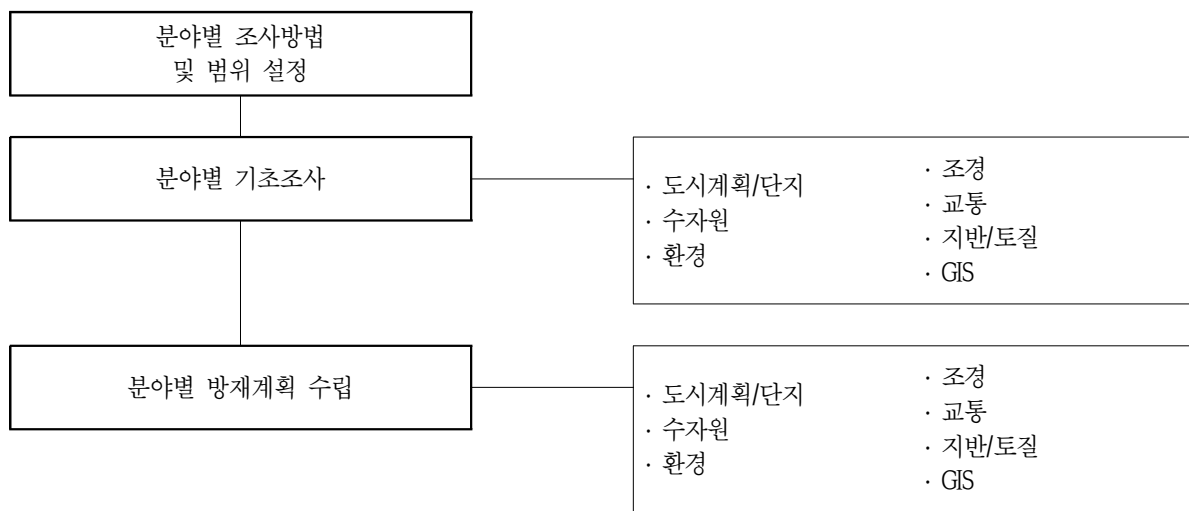 분야별 조사방법
및 범위 설정
분야별 기초조사
· 도시계획/단지
· 수자원
· 환경
· 조경
· 교통
· 지반/토질
· GIS
분야별 방재계획 수립
· 도시계획/단지
· 수자원
· 환경
· 조경
· 교통
· 지반/토질
· GIS